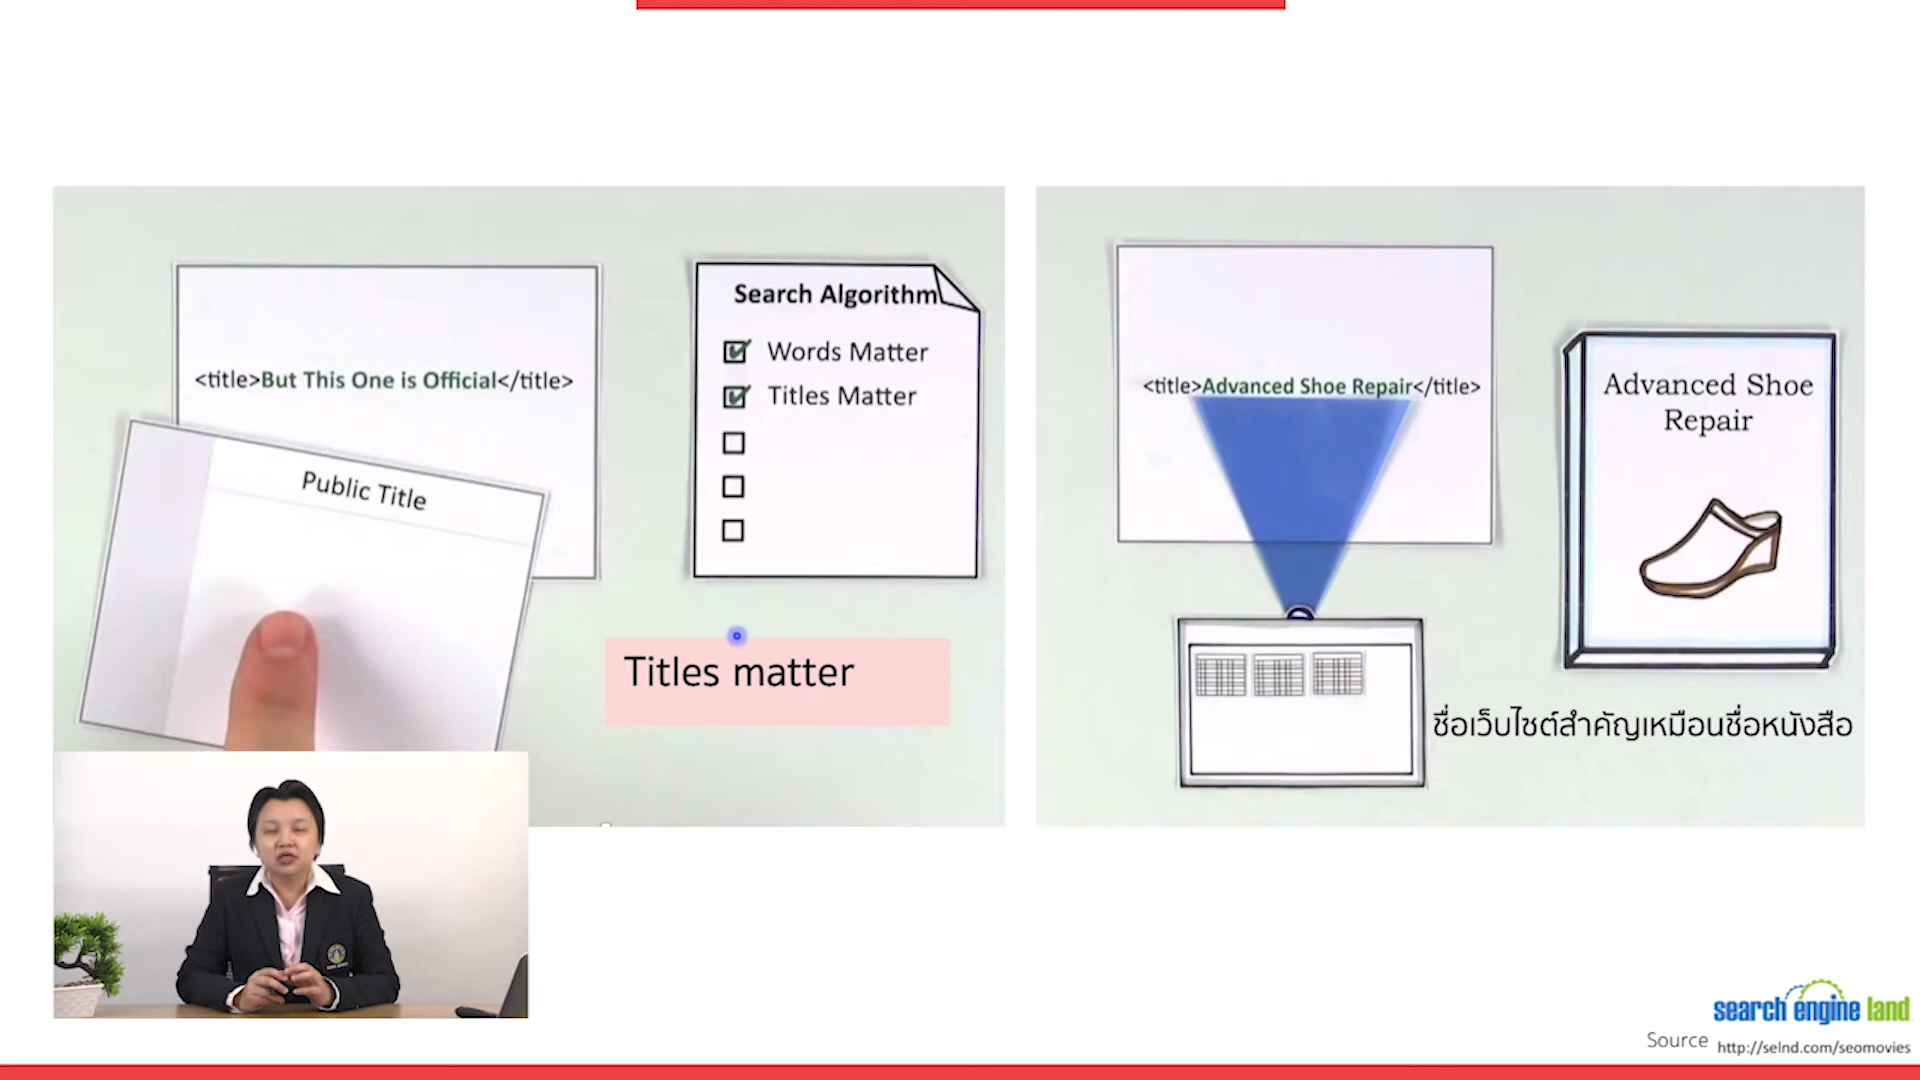 <title>But This One is Official</title>
Public Title
Search Algorithm
Words Matter
Titles Matter
Titles matter
<title>Advanced Shoe Repair</title>
Advanced Shoe
Repair
ชื่อเว็บไซต์สำคัญเหมือนชื่อหนังสือ
search engine land
Source http://selnd.com/seomovies